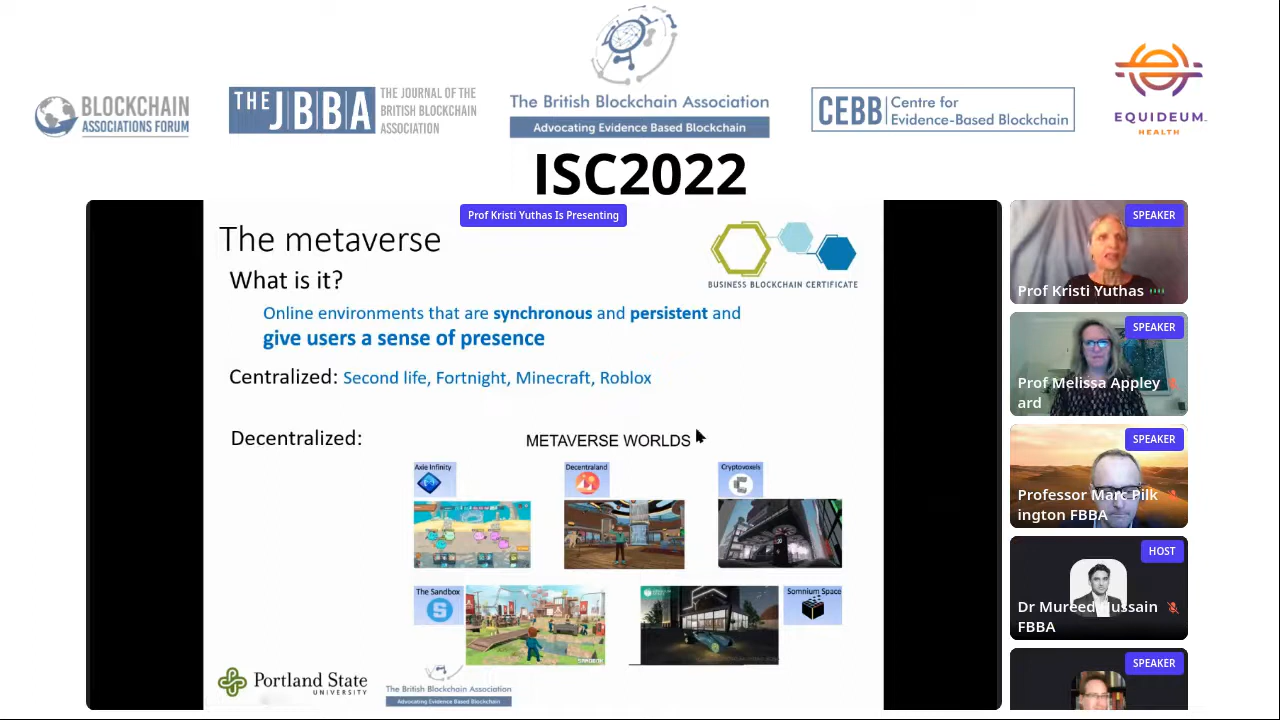 BLOCKCHAIN
ASSOCIATIONS FORUM
THE JBBA
THE JOURNAL OF THE
BRITISH BLOCKCHAIN
ASSOCIATION
The British Blockchain Association
Advocating Evidence Based Blockchain
CEBB
Centre for
Evidence-Based Blockchain
EQUIDEUM
HEALTH
ISC2022
Prof Kristi Yuthas Is Presenting
The metaverse
What is it?
BUSINESS BLOCKCHAIN CERTIFICATE
Online environments that are synchronous and persistent and
give users a sense of presence
Centralized: Second life, Fortnight, Minecraft, Roblox
Decentralized:
METAVERSE WORLDS
Axie Infinity
Decentraland
Cryptovoxels
The Sandbox
Somnium Space
SANDBOX
Portland State
UNIVERSITY
The British Blockchain Association
Advocating Evidence Based Blockchain
SPEAKER
Prof Kristi Yuthas
SPEAKER
Prof Melissa Appley
ard
SPEAKER
Professor Marc Pilk
ington FBBA
HOST
Dr Mureed Hussain
FBBA
SPEAKER